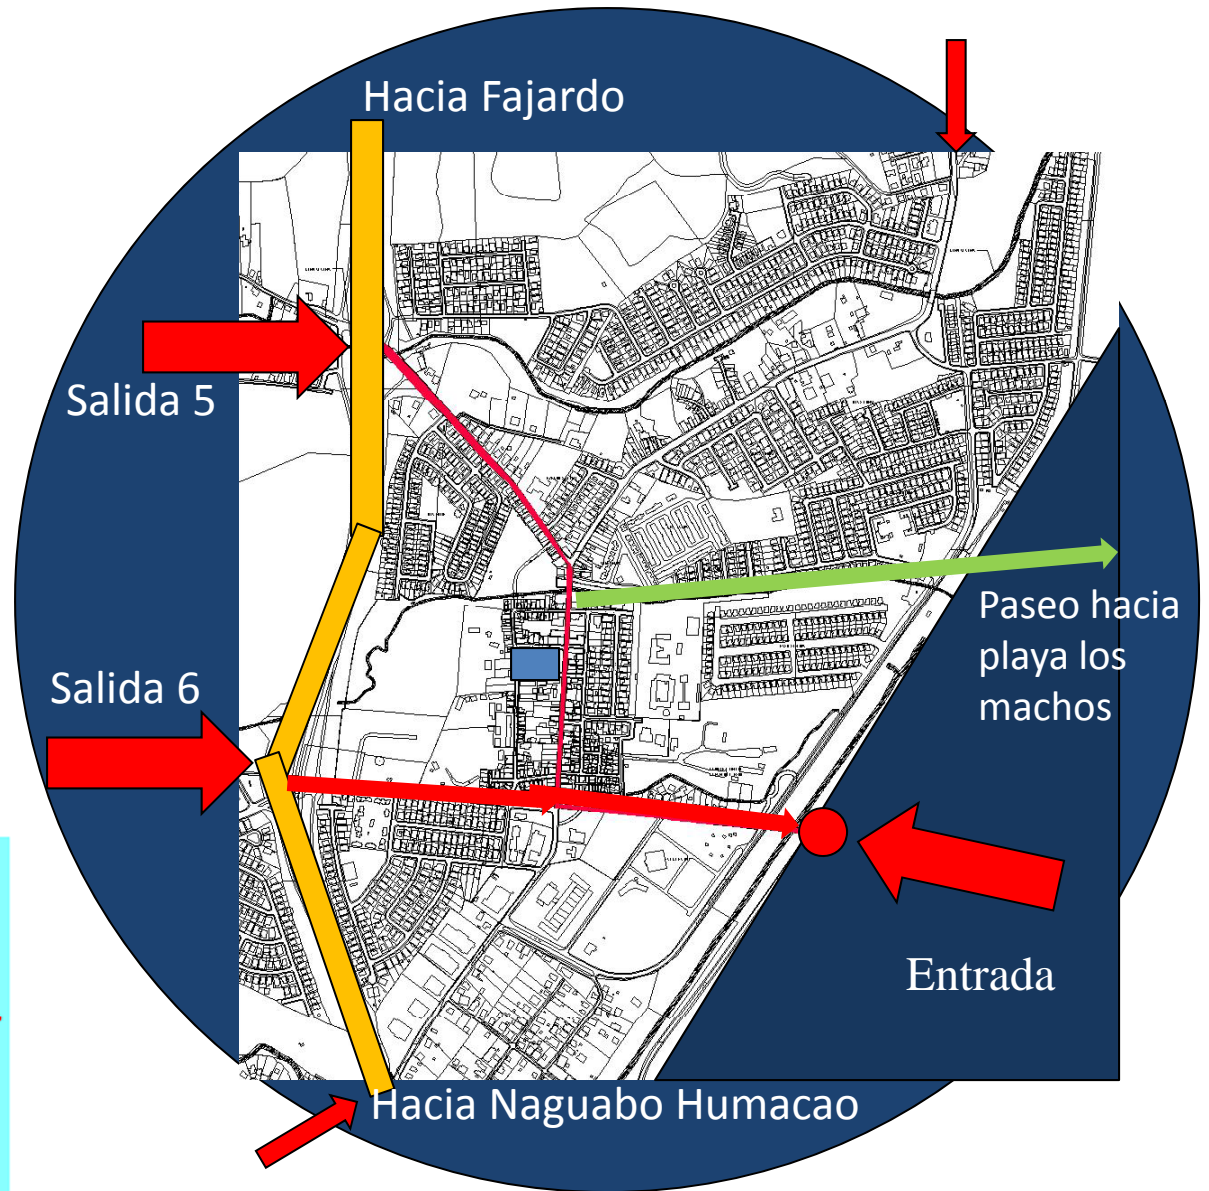 Hacia Fajardo
Salida 5
Paseo hacia
playa los
machos
Salida 6
Entrada
Hacia Naguabo Humacao